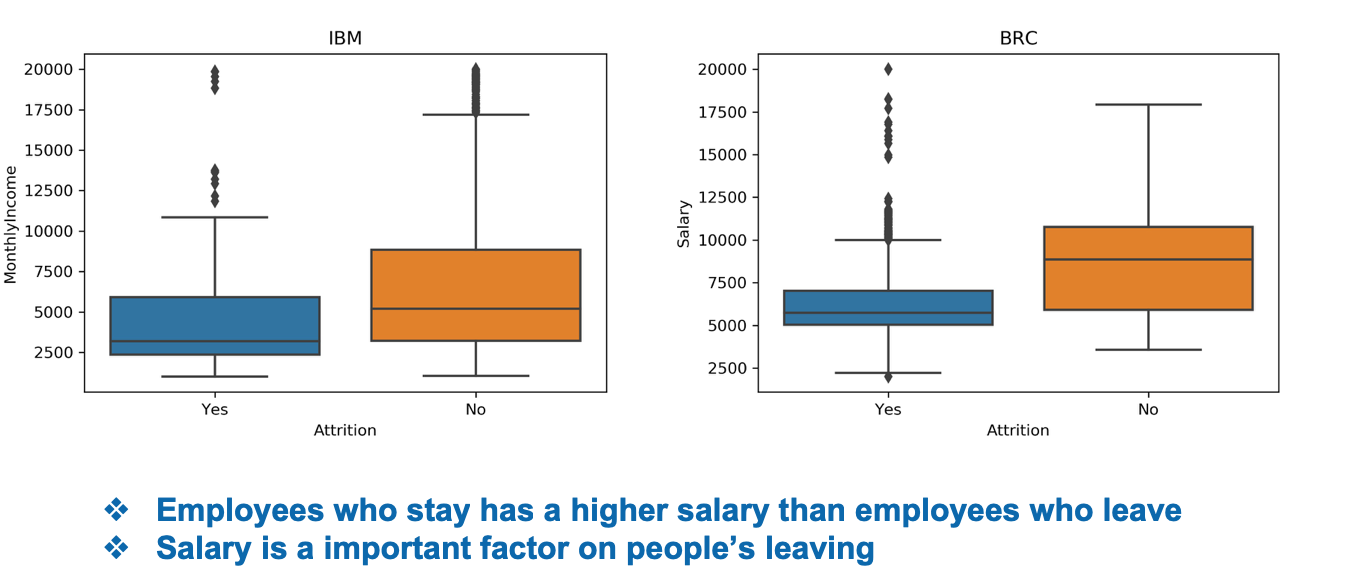 IBM
20000
17500
15000
12500
10000
7500
5000
2500
MonthlyIncome
Yes
No
Attrition
BRC
20000
17500
15000
12500
10000
7500
5000
2500
Salary
Yes
No
Attrition
❖ Employees who stay has a higher salary than employees who leave
❖ Salary is a important factor on people’s leaving